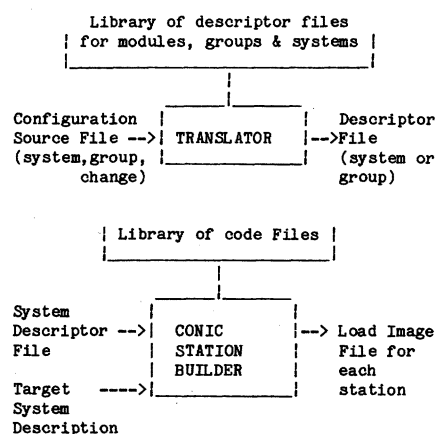 Library of descriptor files
for modules, groups & systems
Configuration
Source File -->| TRANSLATOR |-->
(system,group,
change)
Descriptor
File
(system or
group)
Library of code Files
System
Descriptor -->
File
Target ---->
System
Description
CONIC
STATION
BUILDER
--> Load Image
File for
each
station